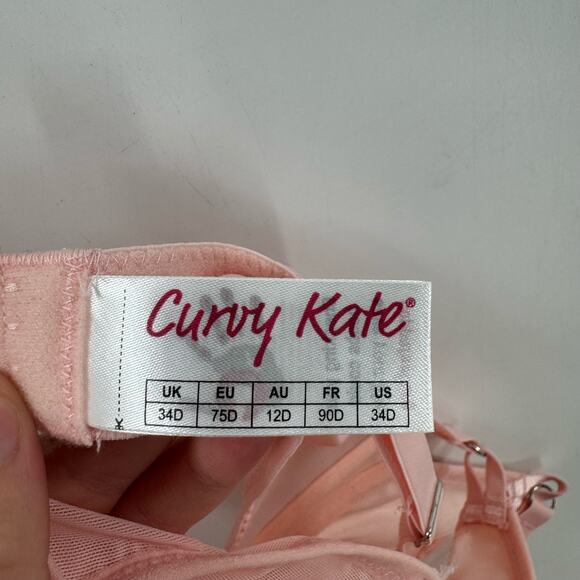 Curvy Kate®
UK EU AU FR US
34D 75D 12D 90D 34D